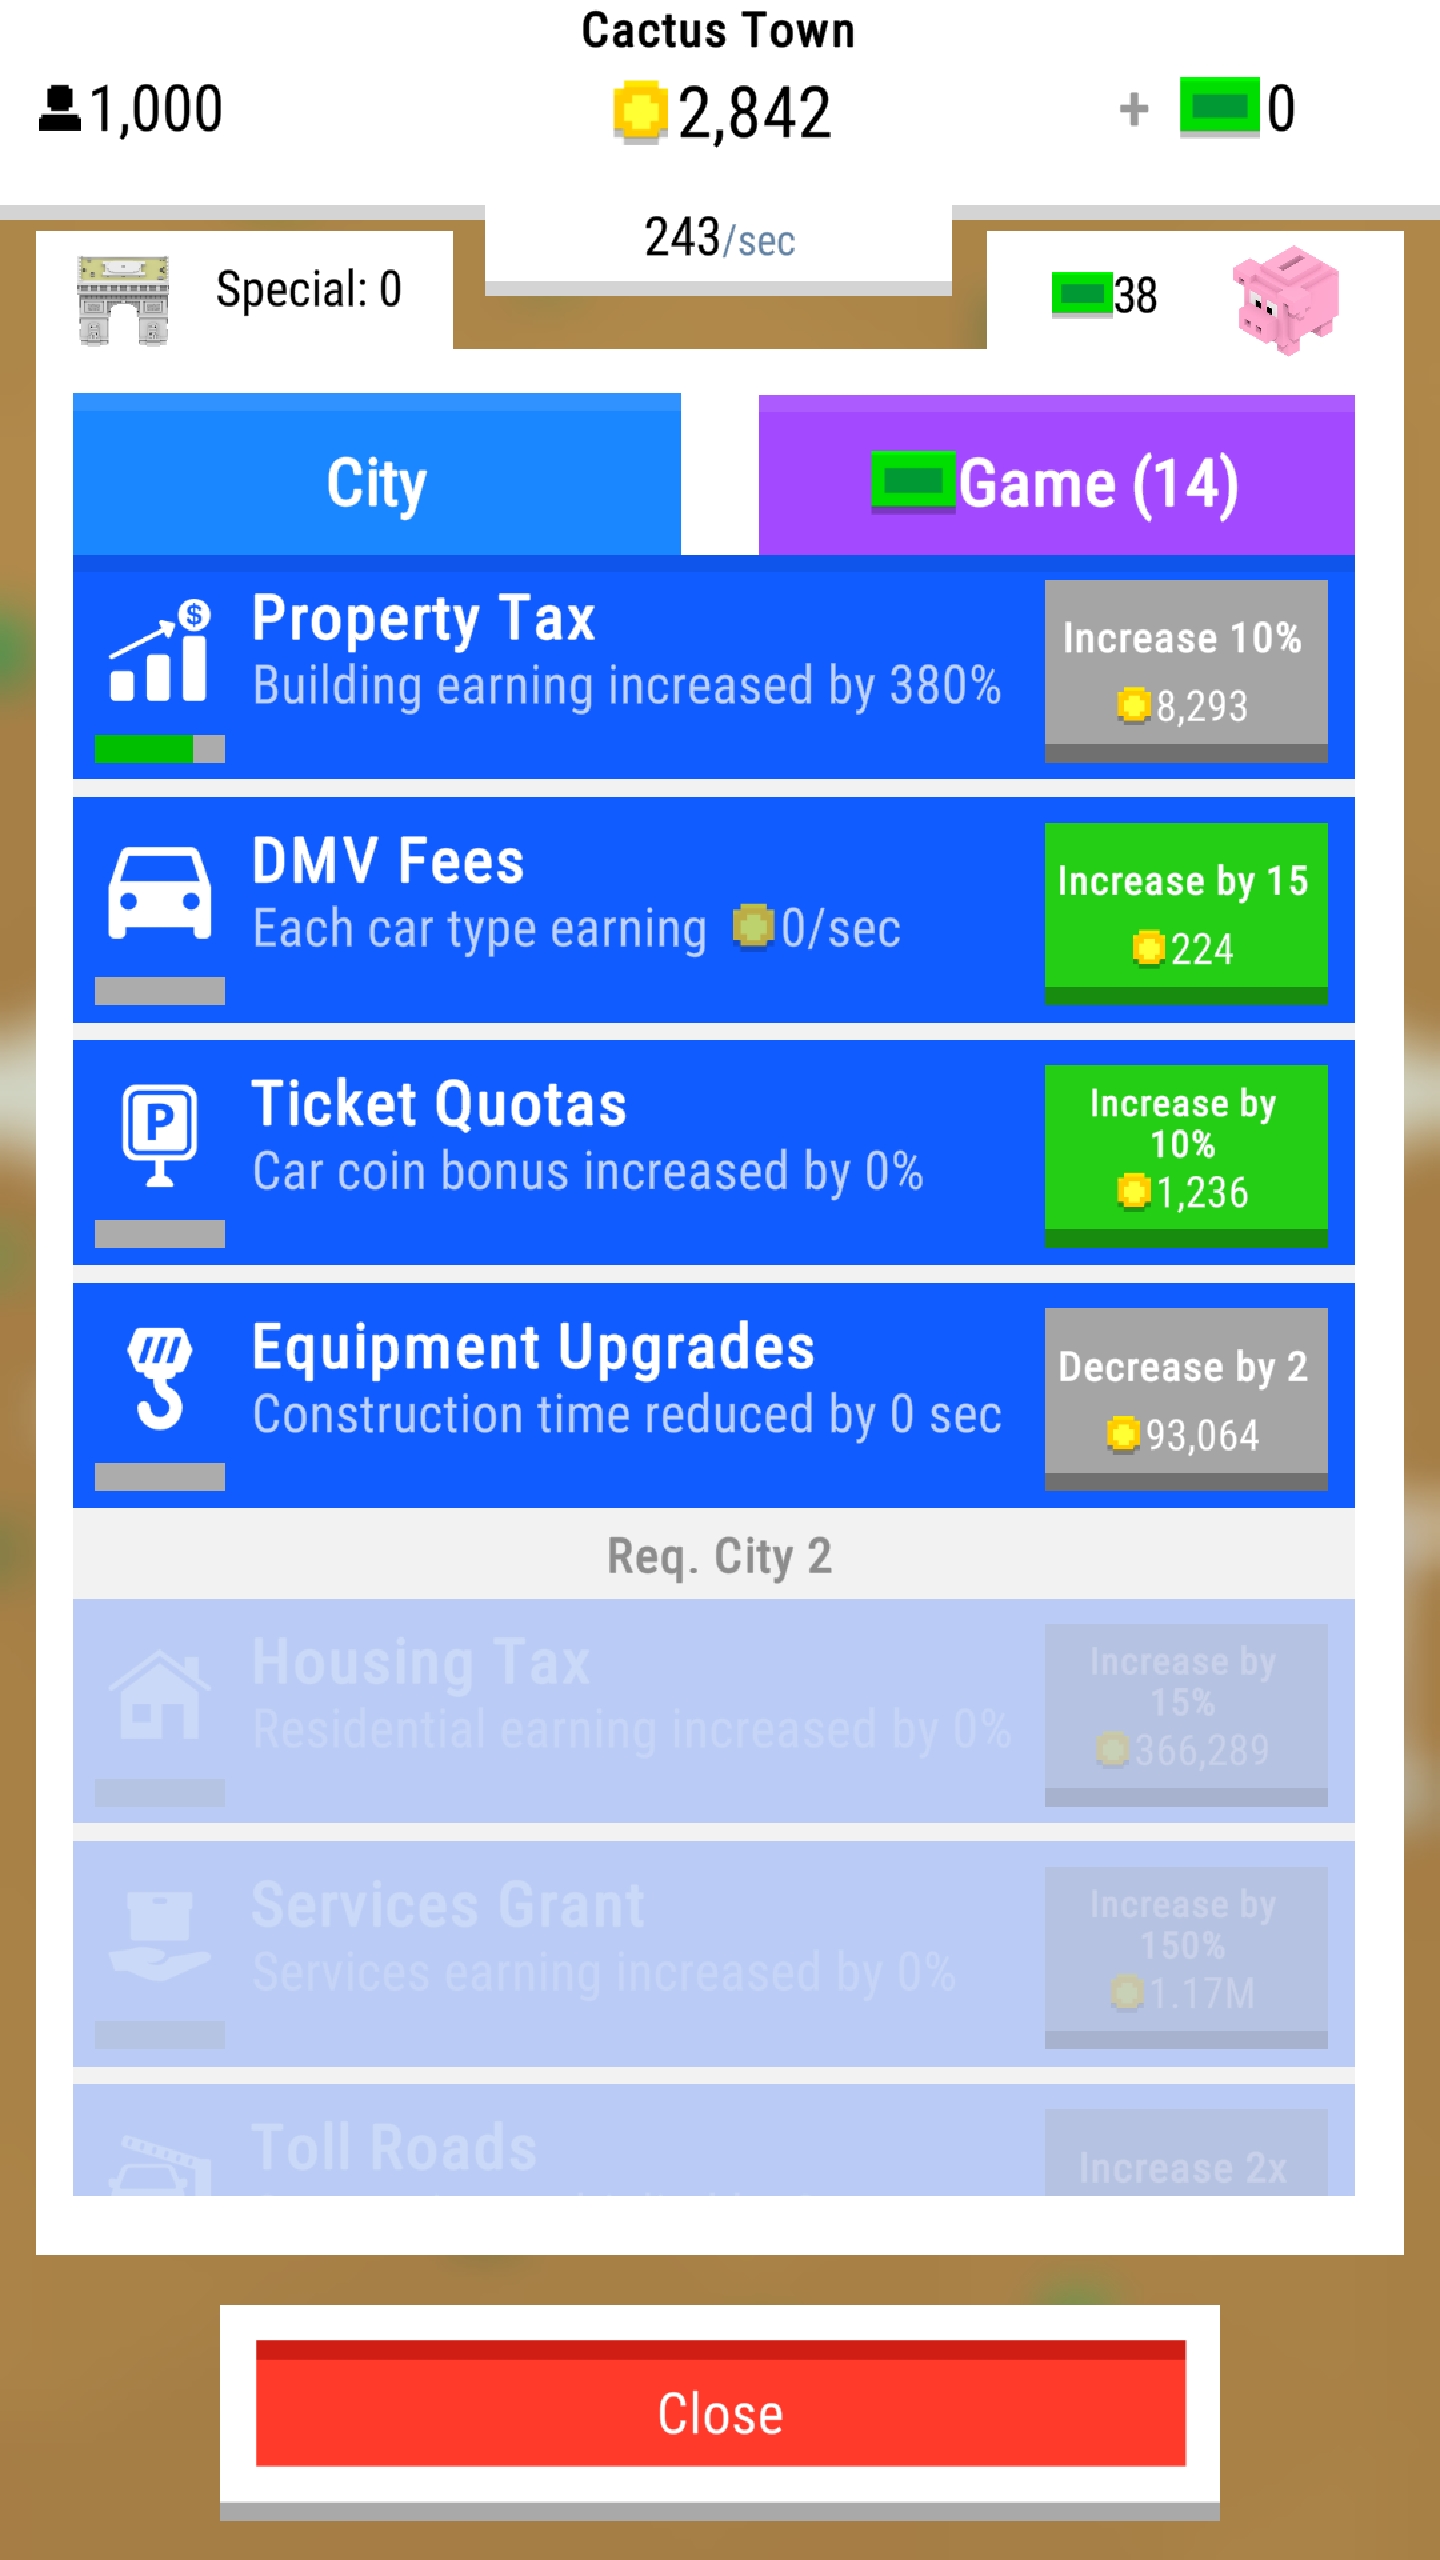 Cactus Town
1,000
2,842
+ 0
243/sec
Special: 0
38
City
Game (14)
$
Property Tax
Building earning increased by 380%
Increase 10%
8,293
DMV Fees
Each car type earning 0/sec
Increase by 15
224
P
Ticket Quotas
Car coin bonus increased by 0%
Increase by
10%
1,236
Equipment Upgrades
Construction time reduced by 0 sec
Decrease by 2
93,064
Req. City 2
Housing Tax
Residential earning increased by 0%
Increase by
15%
366,289
Services Grant
Services earning increased by 0%
Increase by
150%
1.17M
Toll Roads
Increase 2x
Close